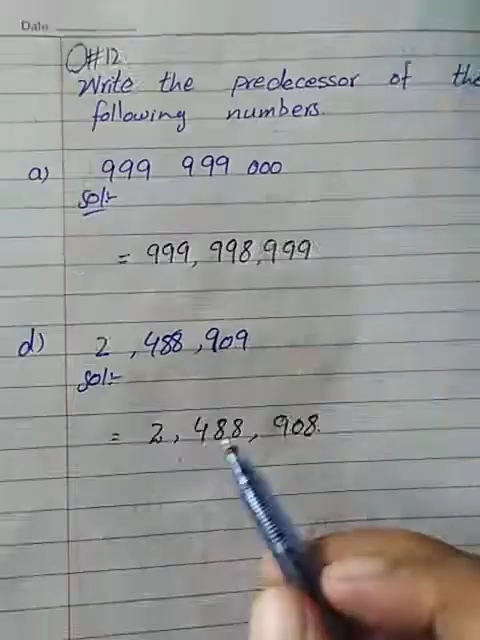 Date
Q#12
Write the predecessor of the
following numbers.
a) 999 999 000
Sol:-
= 999, 998, 999
d) 2 ,488 ,909
Sol:-
= 2, 488, 908.